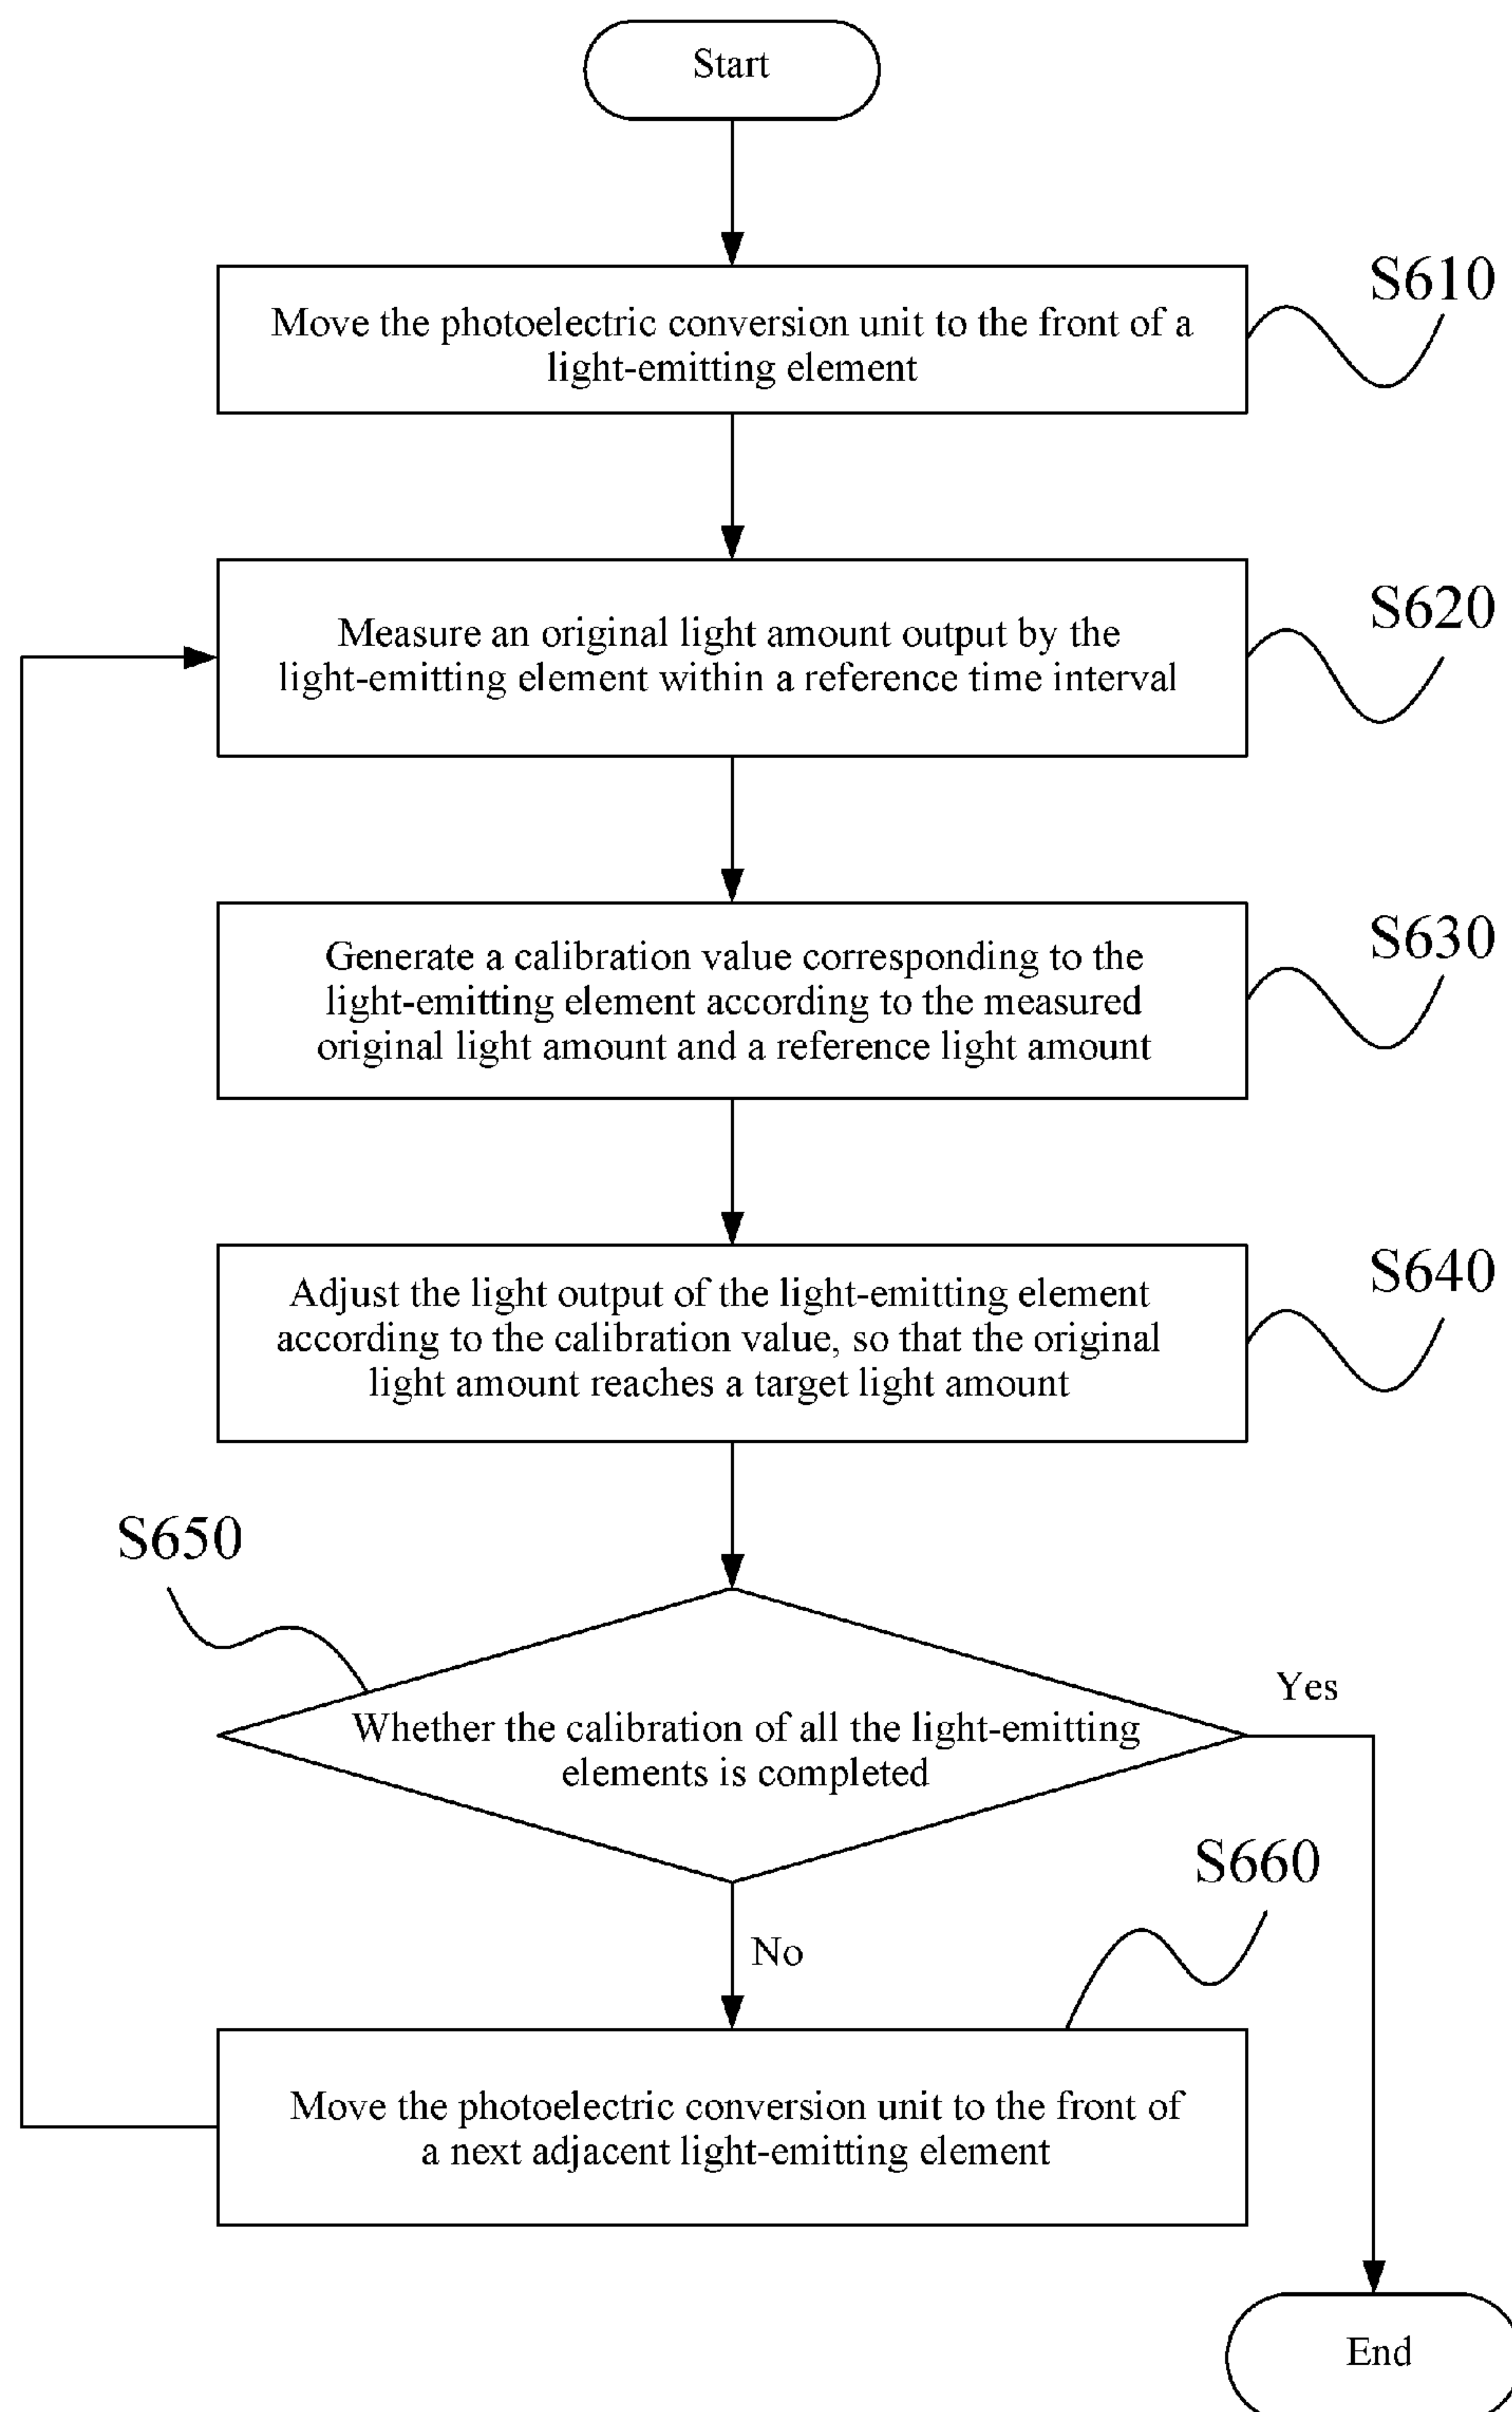 Start
S610
Move the photoelectric conversion unit to the front of a
light-emitting element
S620
Measure an original light amount output by the
light-emitting element within a reference time interval
S630
Generate a calibration value corresponding to the
light-emitting element according to the measured
original light amount and a reference light amount
S640
Adjust the light output of the light-emitting element
according to the calibration value, so that the original
light amount reaches a target light amount
S650
Yes
Whether the calibration of all the light-emitting
elements is completed
S660
No
Move the photoelectric conversion unit to the front of
a next adjacent light-emitting element
End